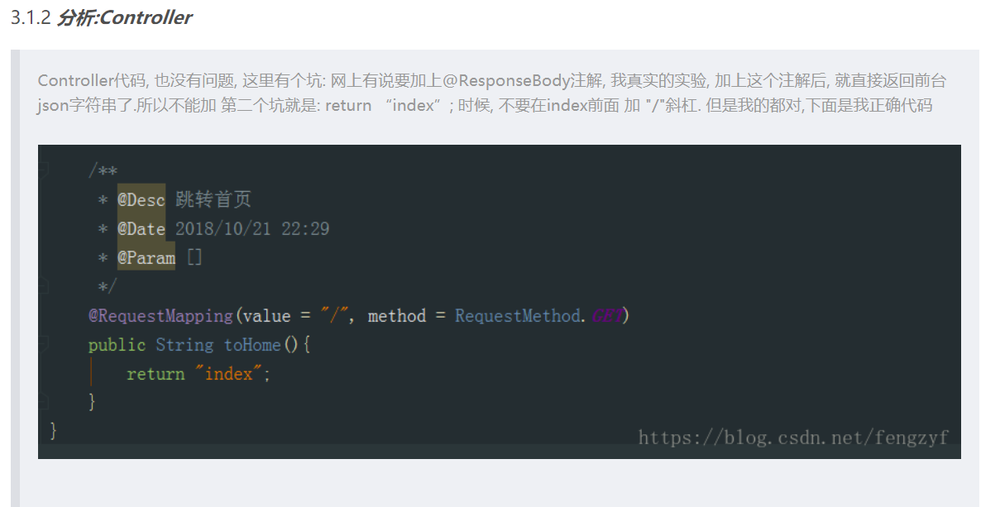 3.1.2 分析:Controller
Controller代码, 也没有问题, 这里有个坑: 网上有说要加上@ResponseBody注解, 我真实的实验, 加上这个注解后, 就直接返回前台
json字符串了.所以不能加 第二个坑就是: return “index” ; 时候, 不要在index前面 加 "/"斜杠. 但是我的都对,下面是我正确代码
/**
* @Desc 跳转首页
* @Date 2018/10/21 22:29
* @Param []
*/
@RequestMapping(value = "/", method = RequestMethod.GET)
public String toHome(){
return "index";
}
}
https://blog.csdn.net/fengzyf